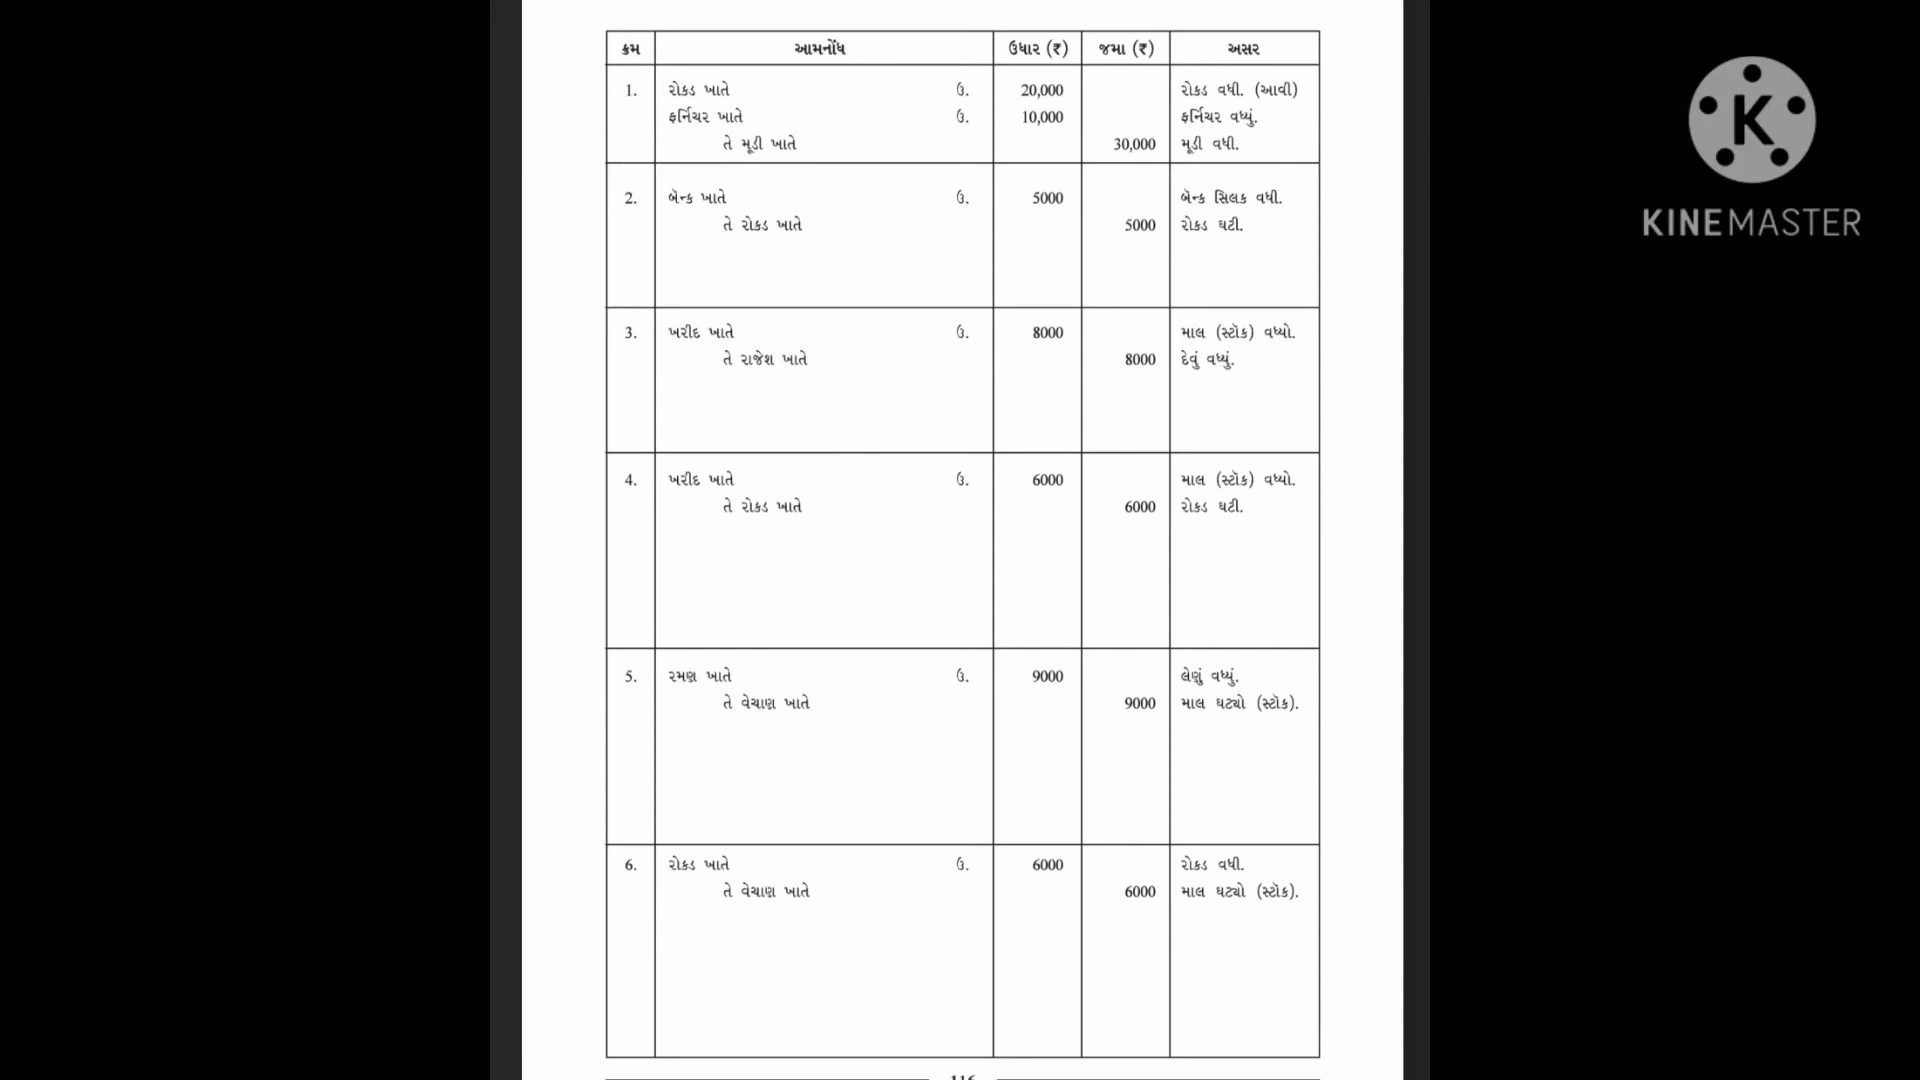 ક્રમ આમનોંધ ઉધાર (₹) જમા (₹) અસર
1. રોકડ ખાતે ઉ. 20,000 રોકડ વધી. (આવી)
ફર્નિચર ખાતે ઉ. 10,000 ફર્નિચર વધ્યું.
તે મૂડી ખાતે 30,000 મૂડી વધી.
2. બૅન્ક ખાતે ઉ. 5000 બૅન્ક સિલક વધી.
તે રોકડ ખાતે 5000 રોકડ ઘટી.
3. ખરીદ ખાતે ઉ. 8000 માલ (સ્ટૉક) વધ્યો.
તે રાજેશ ખાતે 8000 દેવું વધ્યું.
4. ખરીદ ખાતે ઉ. 6000 માલ (સ્ટૉક) વધ્યો.
તે રોકડ ખાતે 6000 રોકડ ઘટી.
5. રમણ ખાતે ઉ. 9000 લેણું વધ્યું.
તે વેચાણ ખાતે 9000 માલ ઘટ્યો (સ્ટૉક).
6. રોકડ ખાતે ઉ. 6000 રોકડ વધી.
તે વેચાણ ખાતે 6000 માલ ઘટ્યો (સ્ટૉક).
116
K
KINEMASTER